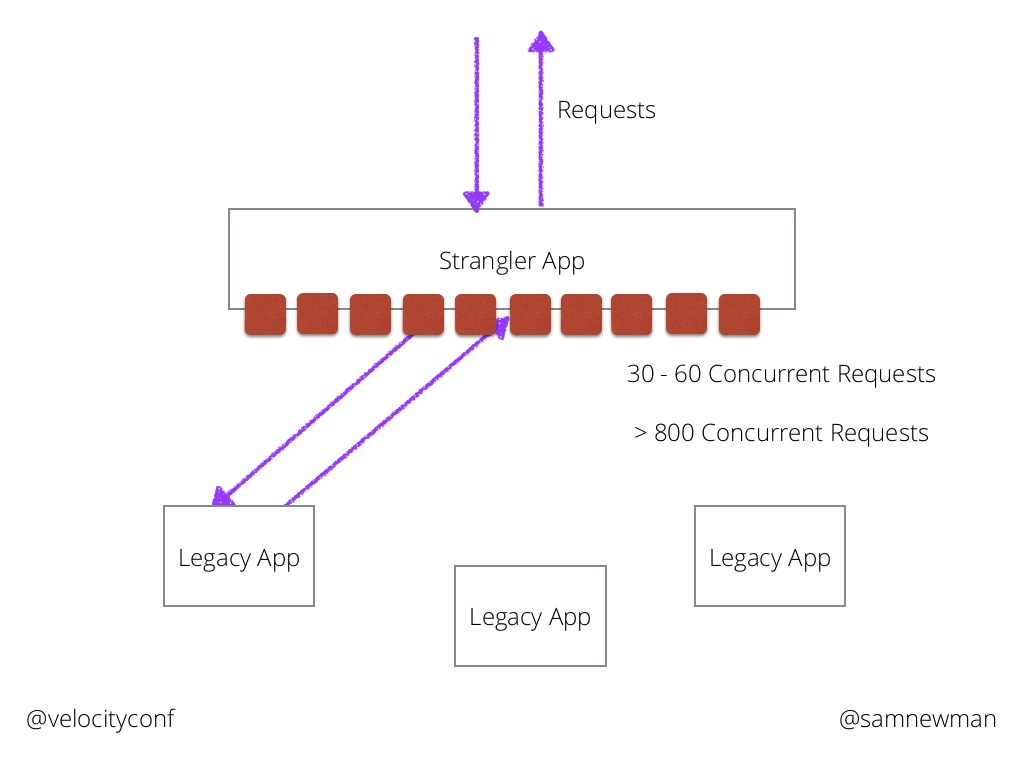 Requests
Strangler App
30 - 60 Concurrent Requests
> 800 Concurrent Requests
Legacy App
Legacy App
Legacy App
@velocityconf
@samnewman